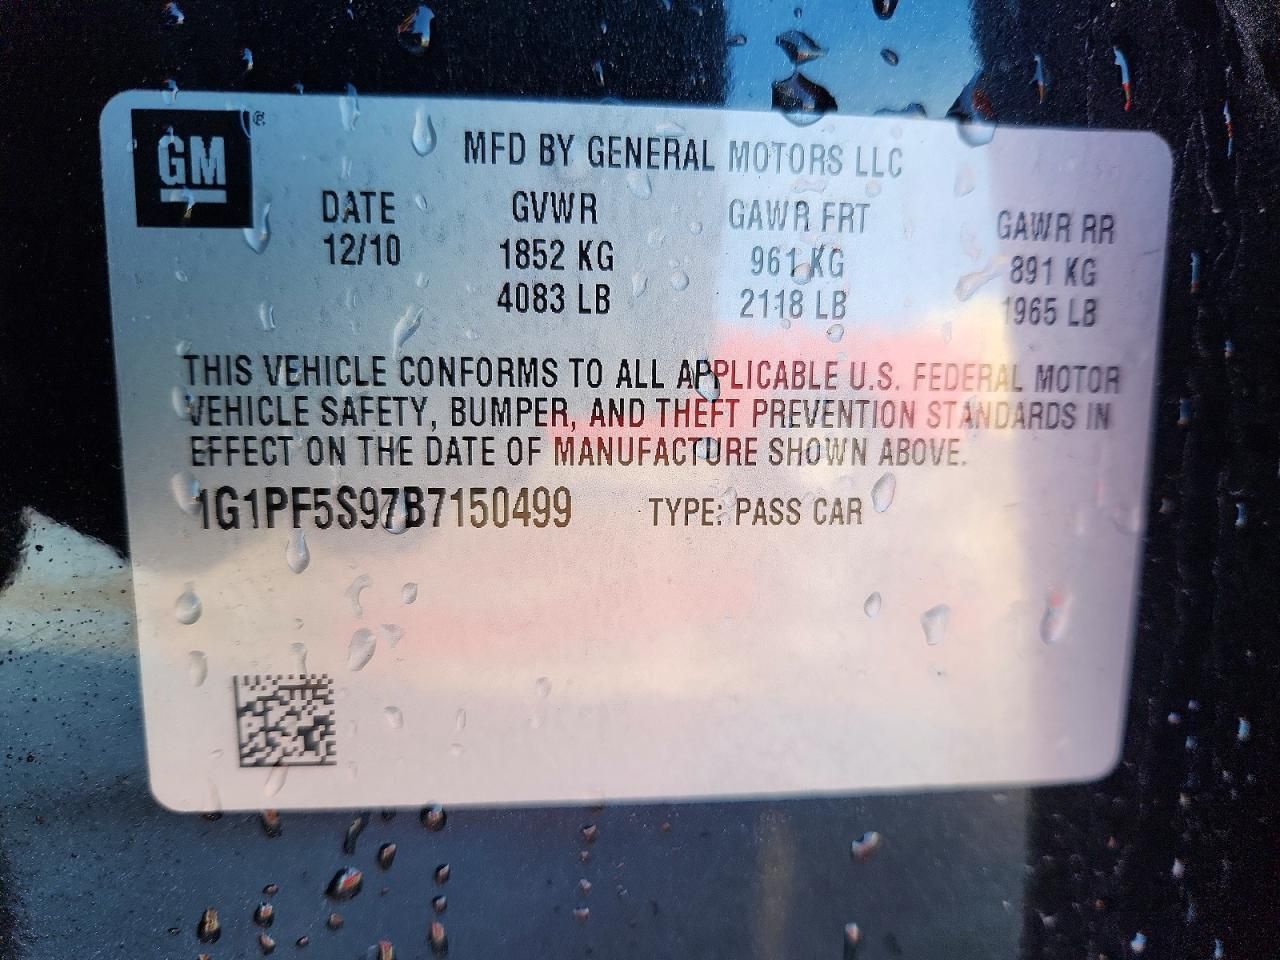 GM®
MFD BY GENERAL MOTORS LLC
DATE GVWR GAWR FRT GAWR RR
12/10 1852 KG 961 KG 891 KG
4083 LB 2118 LB 1965 LB
THIS VEHICLE CONFORMS TO ALL APPLICABLE U.S. FEDERAL MOTOR
VEHICLE SAFETY, BUMPER, AND THEFT PREVENTION STANDARDS IN
EFFECT ON THE DATE OF MANUFACTURE SHOWN ABOVE.
1G1PF5S97B7150499 TYPE: PASS CAR